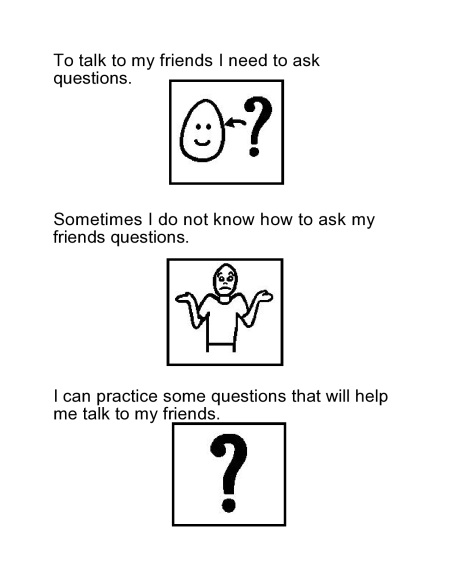 To talk to my friends I need to ask
questions.
?
Sometimes I do not know how to ask my
friends questions.
I can practice some questions that will help
me talk to my friends.
?